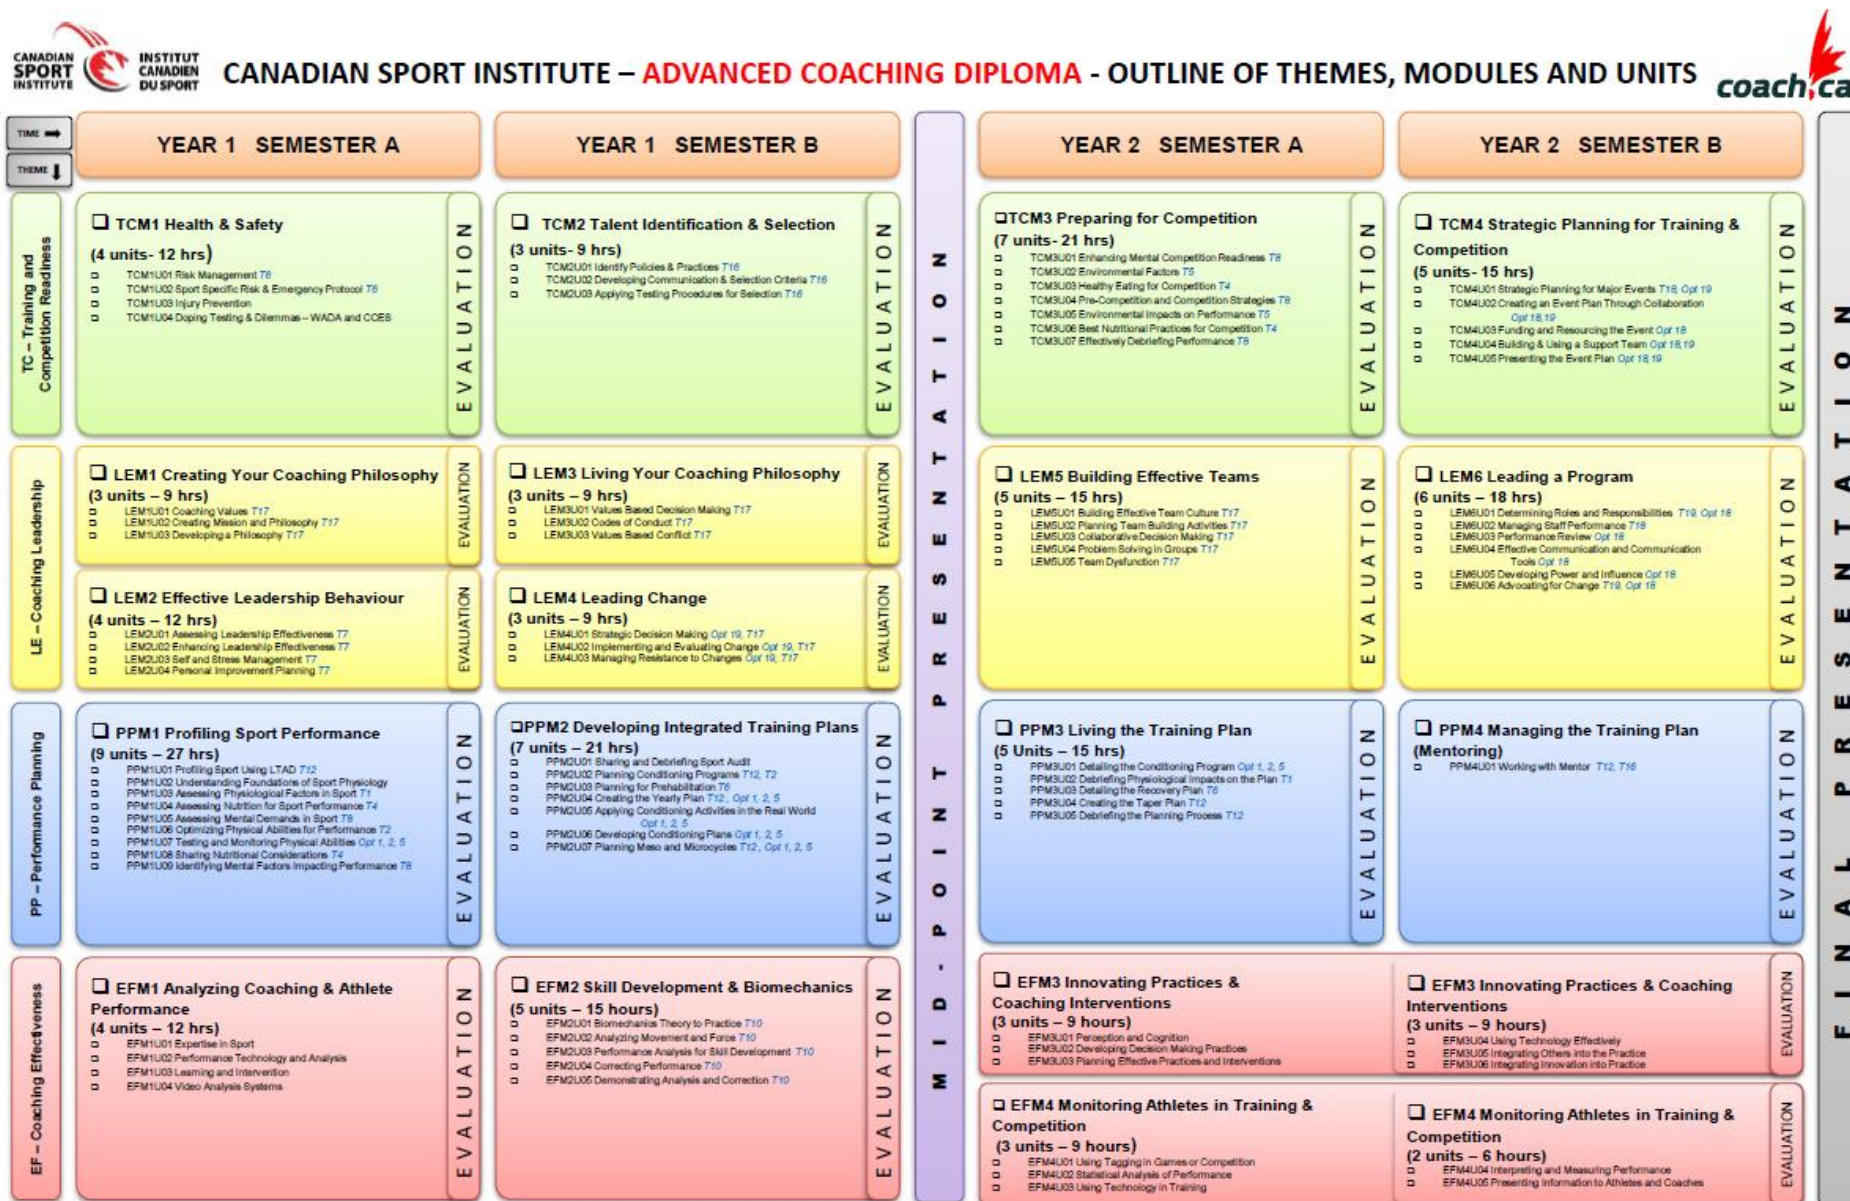 CANADIAN
SPORT
INSTITUTE
INSTITUT
CANADIEN
DU SPORT
CANADIAN SPORT INSTITUTE – ADVANCED COACHING DIPLOMA - OUTLINE OF THEMES, MODULES AND UNITS
coach.ca
TIME
THEME
YEAR 1 SEMESTER A
YEAR 1 SEMESTER B
MID-POINT PRESENTATION
YEAR 2 SEMESTER A
YEAR 2 SEMESTER B
FINAL PRESENTATION
TC – Training and
Competition Readiness
TCM1 Health & Safety
(4 units- 12 hrs)
TCM1U01 Risk Management T6
TCM1U02 Sport Specific Risk & Emergency Protocol T6
TCM1U03 Injury Prevention
TCM1U04 Doping Testing & Dilemmas – WADA and CCES
EVALUATION
TCM2 Talent Identification & Selection
(3 units- 9 hrs)
TCM2U01 Identify Policies & Practices T16
TCM2U02 Developing Communication & Selection Criteria T16
TCM2U03 Applying Testing Procedures for Selection T16
EVALUATION
TCM3 Preparing for Competition
(7 units- 21 hrs)
TCM3U01 Enhancing Mental Competition Readiness T8
TCM3U02 Environmental Factors T5
TCM3U03 Healthy Eating for Competition T4
TCM3U04 Pre-Competition and Competition Strategies T8
TCM3U05 Environmental Impacts on Performance T5
TCM3U06 Best Nutritional Practices for Competition T4
TCM3U07 Effectively Debriefing Performance T8
EVALUATION
TCM4 Strategic Planning for Training &
Competition
(5 units- 15 hrs)
TCM4U01 Strategic Planning for Major Events T18, Opt 19
TCM4U02 Creating an Event Plan Through Collaboration
Opt 18,19
TCM4U03 Funding and Resourcing the Event Opt 18
TCM4U04 Building & Using a Support Team Opt 18,19
TCM4U05 Presenting the Event Plan Opt 18,19
EVALUATION
LE – Coaching Leadership
LEM1 Creating Your Coaching Philosophy
(3 units – 9 hrs)
LEM1U01 Coaching Values T17
LEM1U02 Creating Mission and Philosophy T17
LEM1U03 Developing a Philosophy T17
EVALUATION
LEM3 Living Your Coaching Philosophy
(3 units – 9 hrs)
LEM3U01 Values Based Decision Making T17
LEM3U02 Codes of Conduct T17
LEM3U03 Values Based Conflict T17
EVALUATION
LEM2 Effective Leadership Behaviour
(4 units – 12 hrs)
LEM2U01 Assessing Leadership Effectiveness T7
LEM2U02 Enhancing Leadership Effectiveness T7
LEM2U03 Self and Stress Management T7
LEM2U04 Personal Improvement Planning T7
EVALUATION
LEM4 Leading Change
(3 units – 9 hrs)
LEM4U01 Strategic Decision Making Opt 19, T17
LEM4U02 Implementing and Evaluating Change Opt 19, T17
LEM4U03 Managing Resistance to Changes Opt 19, T17
EVALUATION
LEM5 Building Effective Teams
(5 units – 15 hrs)
LEM5U01 Building Effective Team Culture T17
LEM5U02 Planning Team Building Activities T17
LEM5U03 Collaborative Decision Making T17
LEM5U04 Problem Solving in Groups T17
LEM5U05 Team Dysfunction T17
EVALUATION
LEM6 Leading a Program
(6 units – 18 hrs)
LEM6U01 Determining Roles and Responsibilities T19, Opt 18
LEM6U02 Managing Staff Performance T18
LEM6U03 Performance Review Opt 18
LEM6U04 Effective Communication and Communication
Tools Opt 18
LEM6U05 Developing Power and Influence Opt 18
LEM6U06 Advocating for Change T19, Opt 18
EVALUATION
PP – Performance Planning
PPM1 Profiling Sport Performance
(9 units – 27 hrs)
PPM1U01 Profiling Sport Using LTAD T12
PPM1U02 Understanding Foundations of Sport Physiology
PPM1U03 Assessing Physiological Factors in Sport T1
PPM1U04 Assessing Nutrition for Sport Performance T4
PPM1U05 Assessing Mental Demands in Sport T8
PPM1U06 Optimizing Physical Abilities for Performance T2
PPM1U07 Testing and Monitoring Physical Abilities Opt 1, 2, 5
PPM1U08 Sharing Nutritional Considerations T4
PPM1U09 Identifying Mental Factors Impacting Performance T8
EVALUATION
PPM2 Developing Integrated Training Plans
(7 units – 21 hrs)
PPM2U01 Sharing and Debriefing Sport Audit
PPM2U02 Planning Conditioning Programs T12, T2
PPM2U03 Planning for Prehabilitation T6
PPM2U04 Creating the Yearly Plan T12, Opt 1, 2, 5
PPM2U05 Applying Conditioning Activities in the Real World
Opt 1, 2, 5
PPM2U06 Developing Conditioning Plans Opt 1, 2, 5
PPM2U07 Planning Meso and Microcycles T12, Opt 1, 2, 5
EVALUATION
PPM3 Living the Training Plan
(5 Units – 15 hrs)
PPM3U01 Detailing the Conditioning Program Opt 1, 2, 5
PPM3U02 Debriefing Physiological Impacts on the Plan T1
PPM3U03 Detailing the Recovery Plan T6
PPM3U04 Creating the Taper Plan T12
PPM3U05 Debriefing the Planning Process T12
EVALUATION
PPM4 Managing the Training Plan
(Mentoring)
PPM4U01 Working with Mentor T12, T16
EVALUATION
EF – Coaching Effectiveness
EFM1 Analyzing Coaching & Athlete
Performance
(4 units – 12 hrs)
EFM1U01 Expertise in Sport
EFM1U02 Performance Technology and Analysis
EFM1U03 Learning and Intervention
EFM1U04 Video Analysis Systems
EVALUATION
EFM2 Skill Development & Biomechanics
(5 units – 15 hours)
EFM2U01 Biomechanics Theory to Practice T10
EFM2U02 Analyzing Movement and Force T10
EFM2U03 Performance Analysis for Skill Development T10
EFM2U04 Correcting Performance T10
EFM2U05 Demonstrating Analysis and Correction T10
EVALUATION
EFM3 Innovating Practices &
Coaching Interventions
(3 units – 9 hours)
EFM3U01 Perception and Cognition
EFM3U02 Developing Decision Making Practices
EFM3U03 Planning Effective Practices and Interventions
EFM3 Innovating Practices & Coaching
Interventions
(3 units – 9 hours)
EFM3U04 Using Technology Effectively
EFM3U05 Integrating Others into the Practice
EFM3U06 Integrating Innovation into Practice
EVALUATION
EFM4 Monitoring Athletes in Training &
Competition
(3 units – 9 hours)
EFM4U01 Using Tagging in Games or Competition
EFM4U02 Statistical Analysis of Performance
EFM4U03 Using Technology in Training
EFM4 Monitoring Athletes in Training &
Competition
(2 units – 6 hours)
EFM4U04 Interpreting and Measuring Performance
EFM4U05 Presenting Information to Athletes and Coaches
EVALUATION